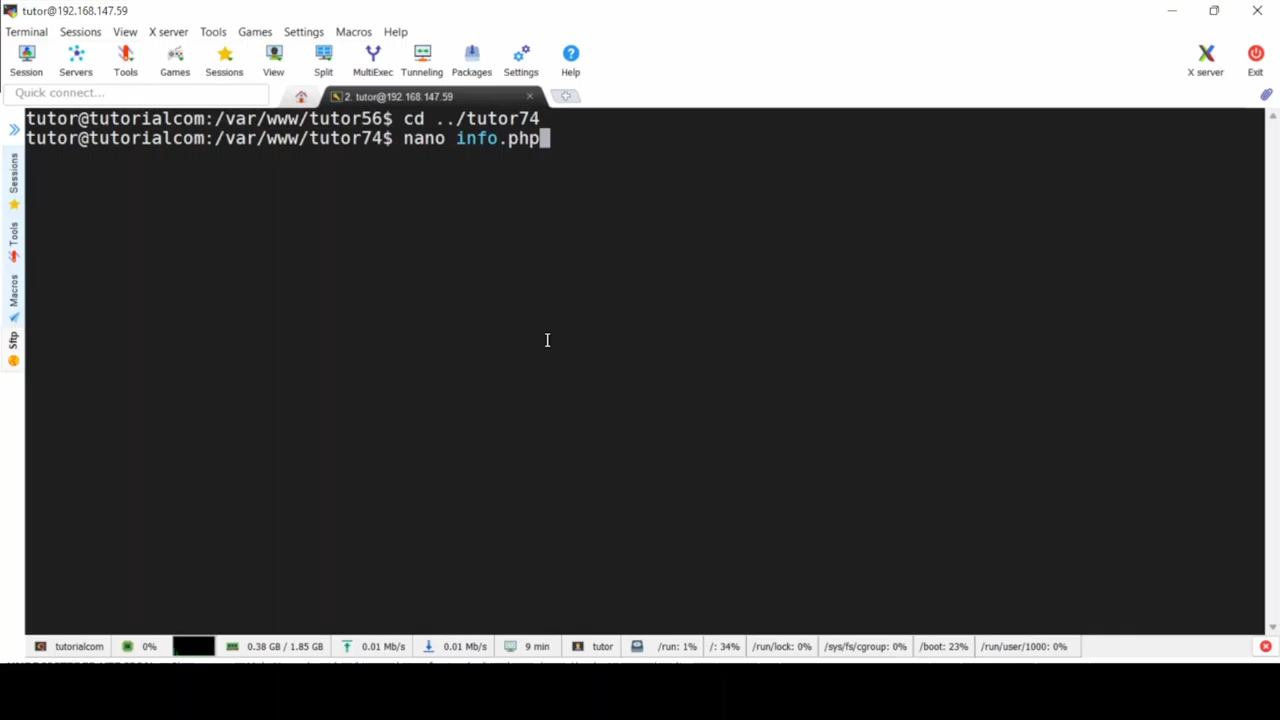 tutor@192.168.147.59
Terminal Sessions View X server Tools Games Settings Macros Help
Session Servers Tools Games Sessions View Split MultiExec Tunneling Packages Settings Help X server Exit
Quick connect... 2. tutor@192.168.147.59
tutor@tutorialcom:/var/www/tutor56$ cd ../tutor74
tutor@tutorialcom:/var/www/tutor74$ nano info.php
Sessions
Tools
Macros
Sftp
tutorialcom 0% 0.38 GB / 1.85 GB 0.01 Mb/s 0.01 Mb/s 9 min tutor /run: 1% /: 34% /run/lock: 0% /sys/fs/cgroup: 0% /boot: 23% /run/user/1000: 0%